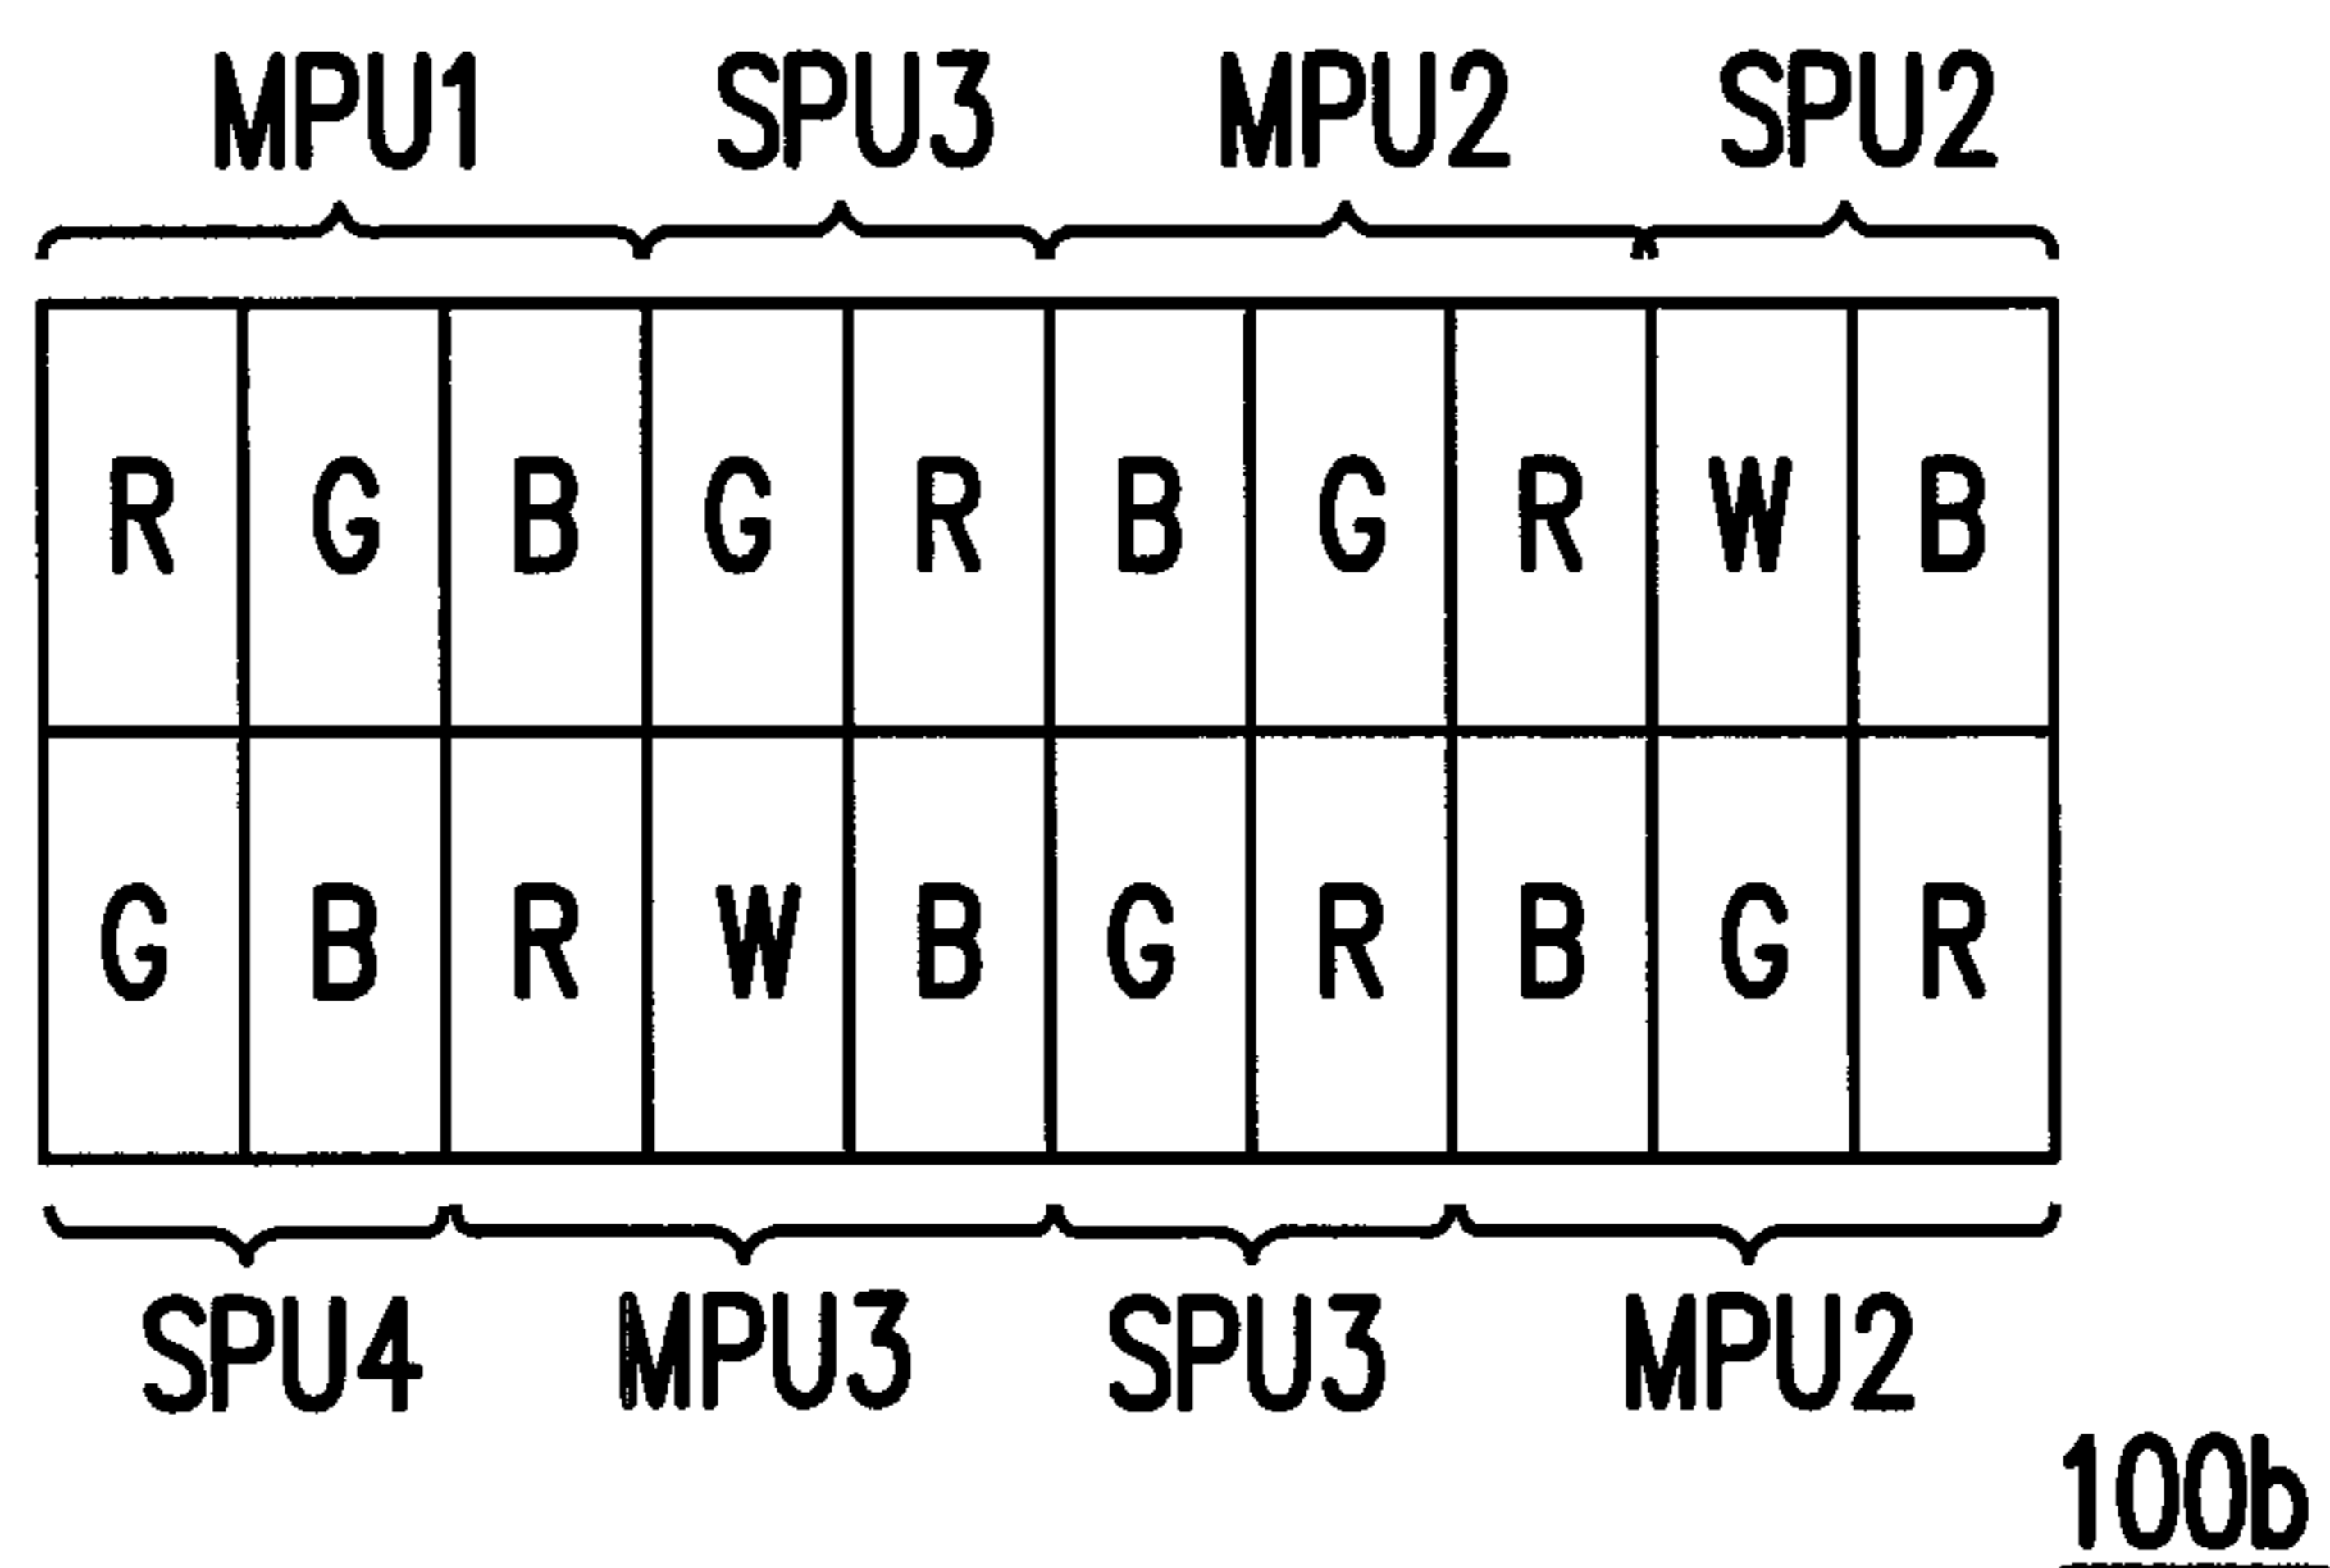 MPU1 SPU3 MPU2 SPU2
R G B G R B G R W B
G B R W B G R B G R
SPU4 MPU3 SPU3 MPU2
100b